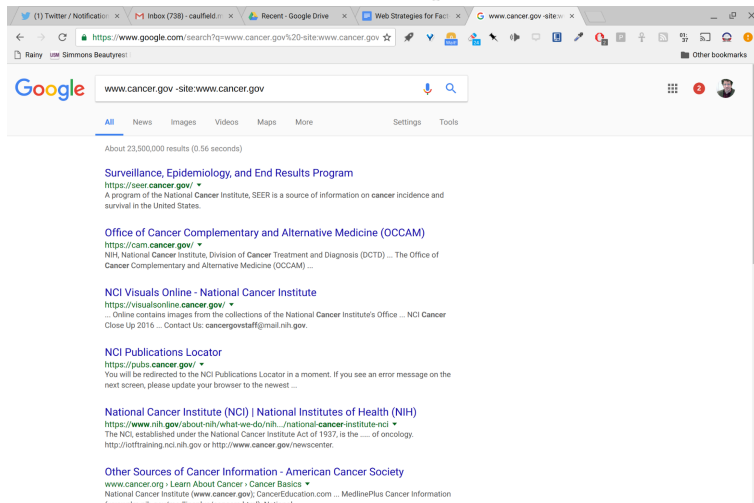 (1) Twitter / Notification
Inbox (738) - caulfield.m
Recent - Google Drive
Web Strategies for Fact
www.cancer.gov -site:w
https://www.google.com/search?q=www.cancer.gov%20-site:www.cancer.gov
Rainy
USM Simmons Beautyrest
Other bookmarks
Google
www.cancer.gov -site:www.cancer.gov
2
All News Images Videos Maps More Settings Tools
About 23,500,000 results (0.56 seconds)
Surveillance, Epidemiology, and End Results Program
https://seer.cancer.gov/
A program of the National Cancer Institute, SEER is a source of information on cancer incidence and
survival in the United States.
Office of Cancer Complementary and Alternative Medicine (OCCAM)
https://cam.cancer.gov/
NIH, National Cancer Institute, Division of Cancer Treatment and Diagnosis (DCTD) ... The Office of
Cancer Complementary and Alternative Medicine (OCCAM) ...
NCI Visuals Online - National Cancer Institute
https://visualsonline.cancer.gov/
... Online contains images from the collections of the National Cancer Institute's Office ... NCI Cancer
Close Up 2016 ... Contact Us: cancergovstaff@mail.nih.gov.
NCI Publications Locator
https://pubs.cancer.gov/
You will be redirected to the NCI Publications Locator in a moment. If you see an error message on the
next screen, please update your browser to the newest ...
National Cancer Institute (NCI) | National Institutes of Health (NIH)
https://www.nih.gov/about-nih/what-we-do/nih.../national-cancer-institute-nci
The NCI, established under the National Cancer Institute Act of 1937, is the ..... of oncology.
http://iotftraining.nci.nih.gov or http://www.cancer.gov/newscenter.
Other Sources of Cancer Information - American Cancer Society
www.cancer.org › Learn About Cancer › Cancer Basics
National Cancer Institute (www.cancer.gov); CancerEducation.com ... MedlinePlus Cancer Information